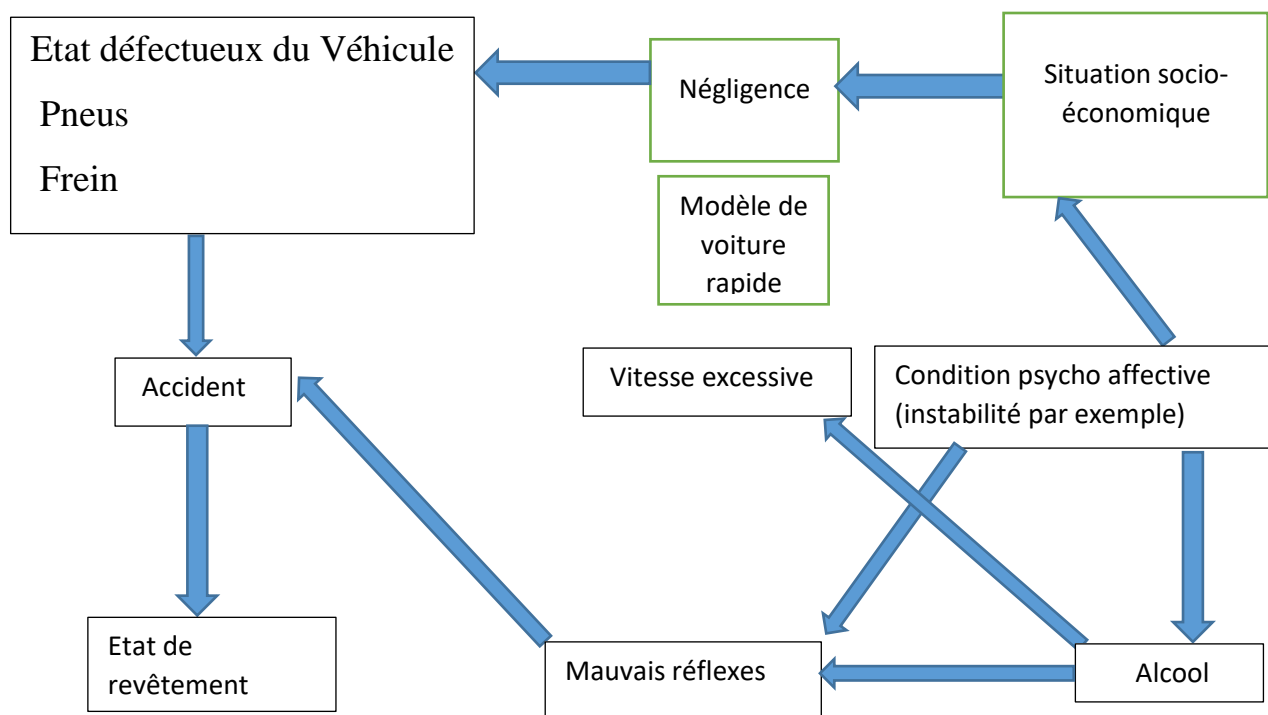 Etat défectueux du Véhicule
Pneus
Frein
Négligence
Situation socio-
économique
Modèle de
voiture
rapide
Accident
Vitesse excessive
Condition psycho affective
(instabilité par exemple)
Etat de
revêtement
Mauvais réflexes
Alcool